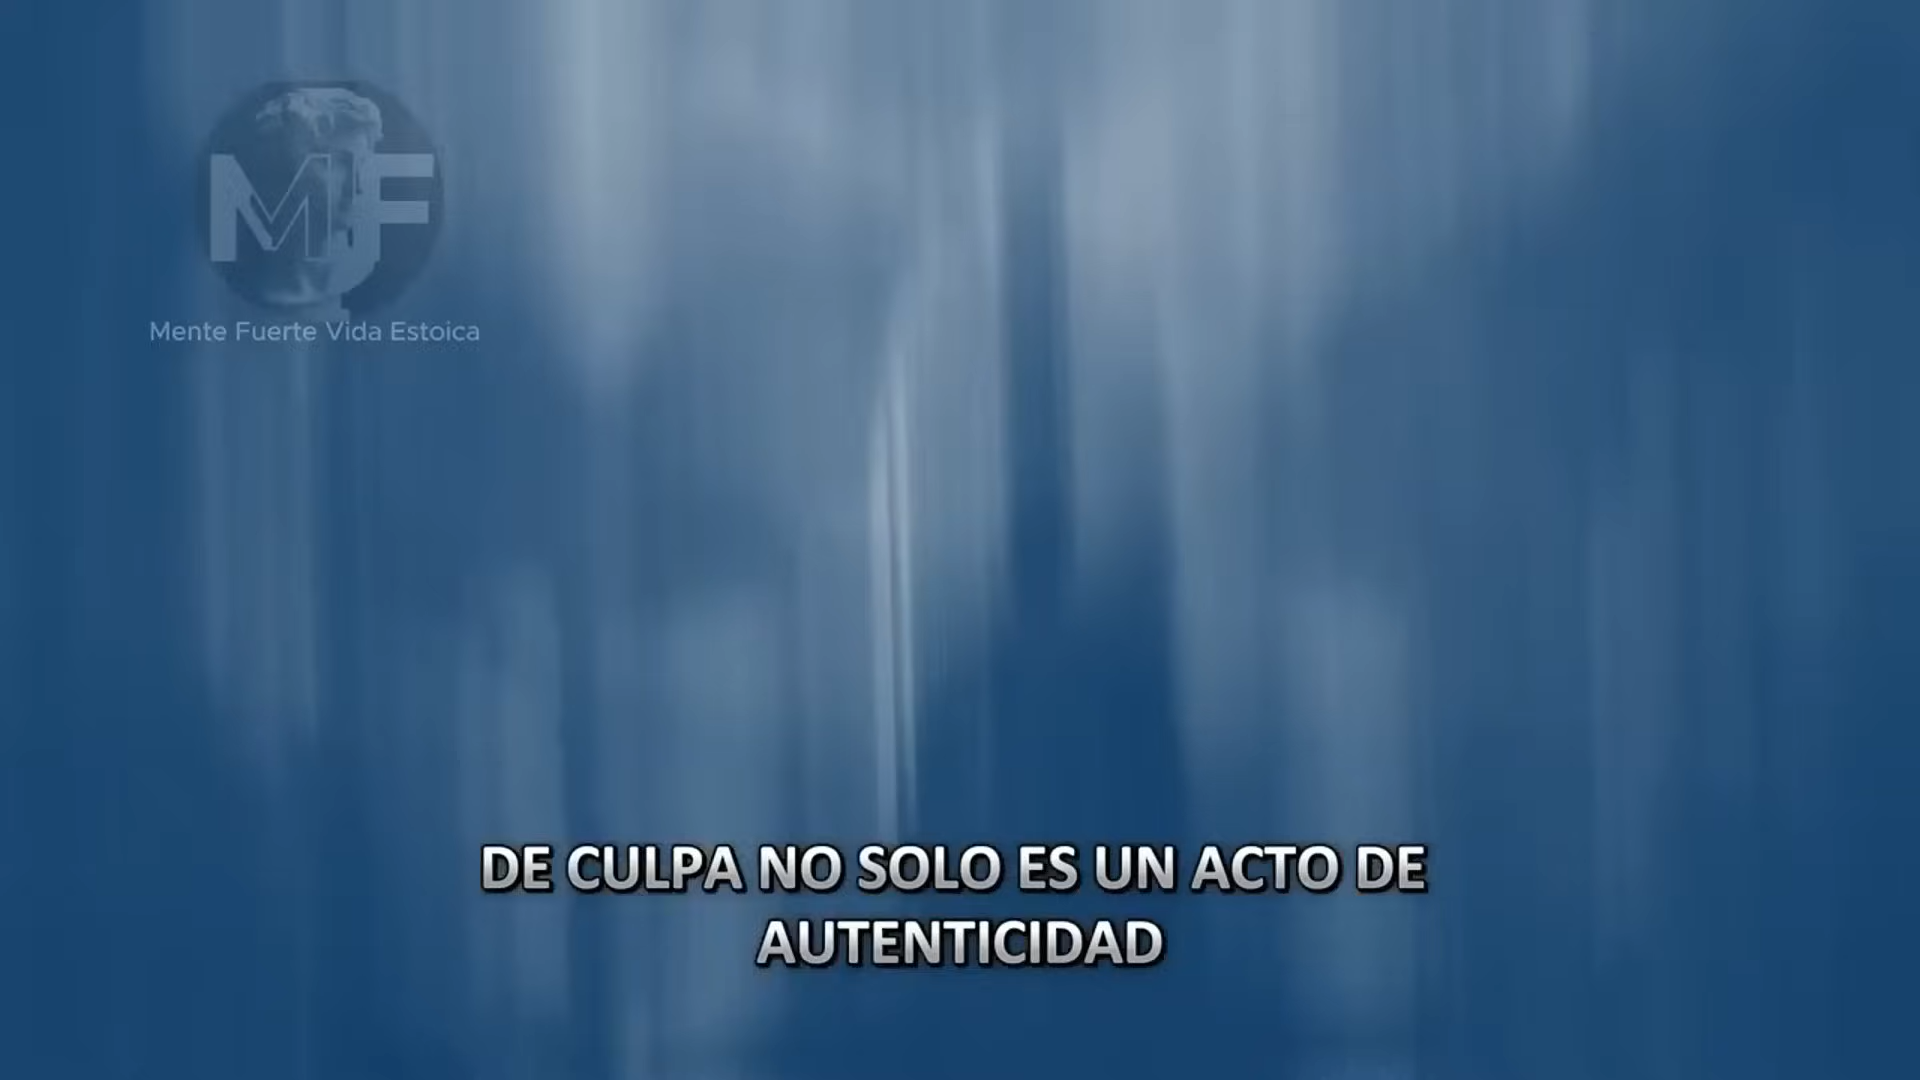 MF
Mente Fuerte Vida Estoica
DE CULPA NO SOLO ES UN ACTO DE
AUTENTICIDAD